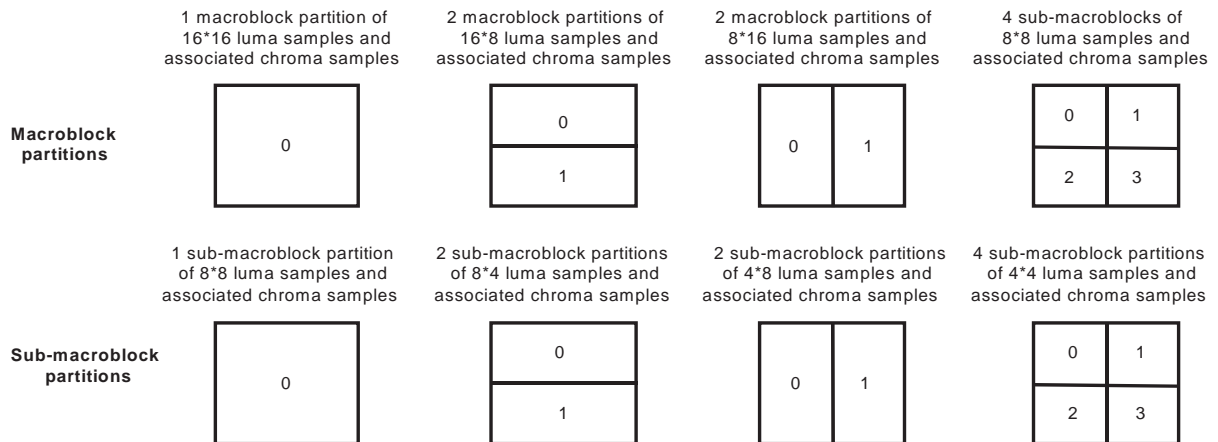 1 macroblock partition of
16*16 luma samples and
associated chroma samples
2 macroblock partitions of
16*8 luma samples and
associated chroma samples
2 macroblock partitions of
8*16 luma samples and
associated chroma samples
4 sub-macroblocks of
8*8 luma samples and
associated chroma samples
Macroblock
partitions
0
0
1
0
1
0
1
2
3
1 sub-macroblock partition
of 8*8 luma samples and
associated chroma samples
2 sub-macroblock partitions
of 8*4 luma samples and
associated chroma samples
2 sub-macroblock partitions
of 4*8 luma samples and
associated chroma samples
4 sub-macroblock partitions
of 4*4 luma samples and
associated chroma samples
Sub-macroblock
partitions
0
0
1
0
1
0
1
2
3